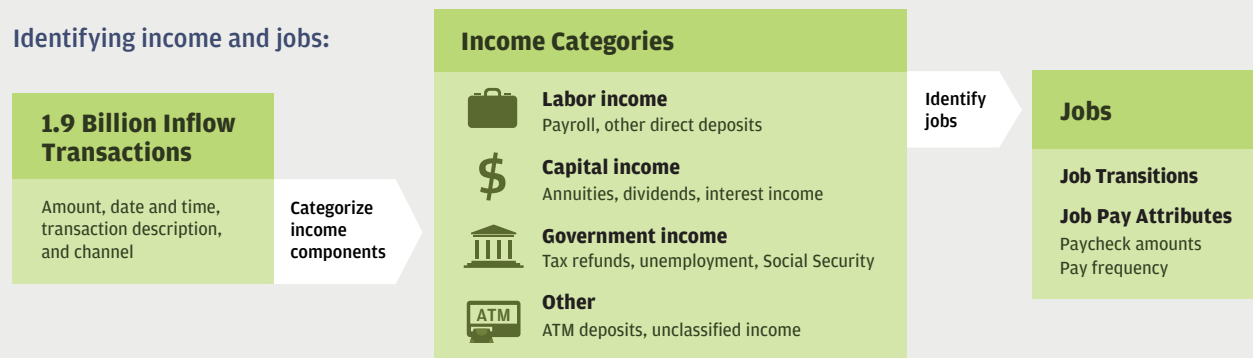 Identifying income and jobs:
1.9 Billion Inflow
Transactions
Amount, date and time,
transaction description,
and channel
Categorize
income
components
Income Categories
Labor income
Payroll, other direct deposits
Capital income
Annuities, dividends, interest income
Government income
Tax refunds, unemployment, Social Security
ATM
Other
ATM deposits, unclassified income
Identify
jobs
Jobs
Job Transitions
Job Pay Attributes
Paycheck amounts
Pay frequency